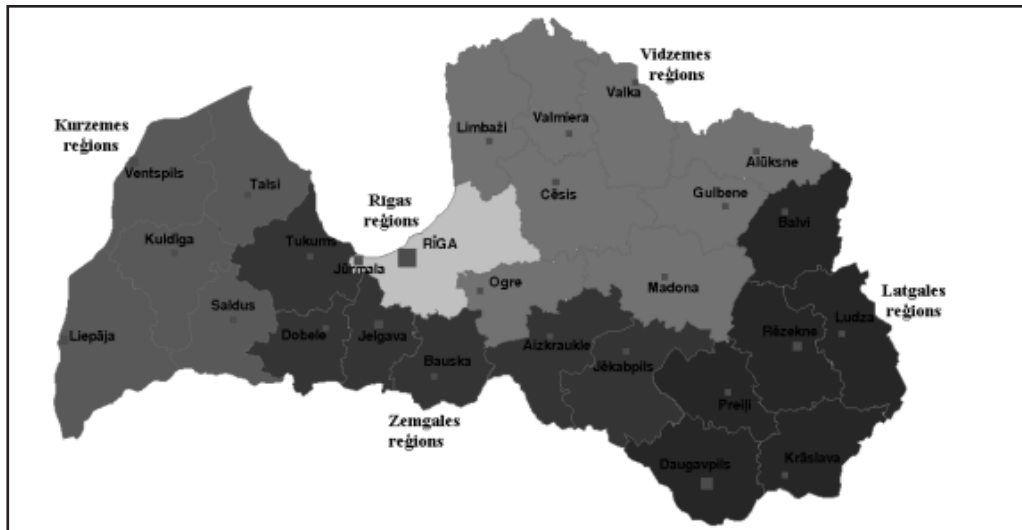 Vidzemes
reģions
Valka
Valmiera
Limbaži
Kurzemes
reģions
Alūksne
Ventspils
Talsi
Cēsis
Gulbene
Rīgas
reģions
Balvi
Kuldīga
Tukums
RĪGA
Jūrmala
Ogre
Madona
Latgales
reģions
Saldus
Ludza
Liepāja
Dobele
Jelgava
Rēzekne
Bauska
Aizkraukle
Jēkabpils
Preiļi
Zemgales
reģions
Daugavpils
Krāslava